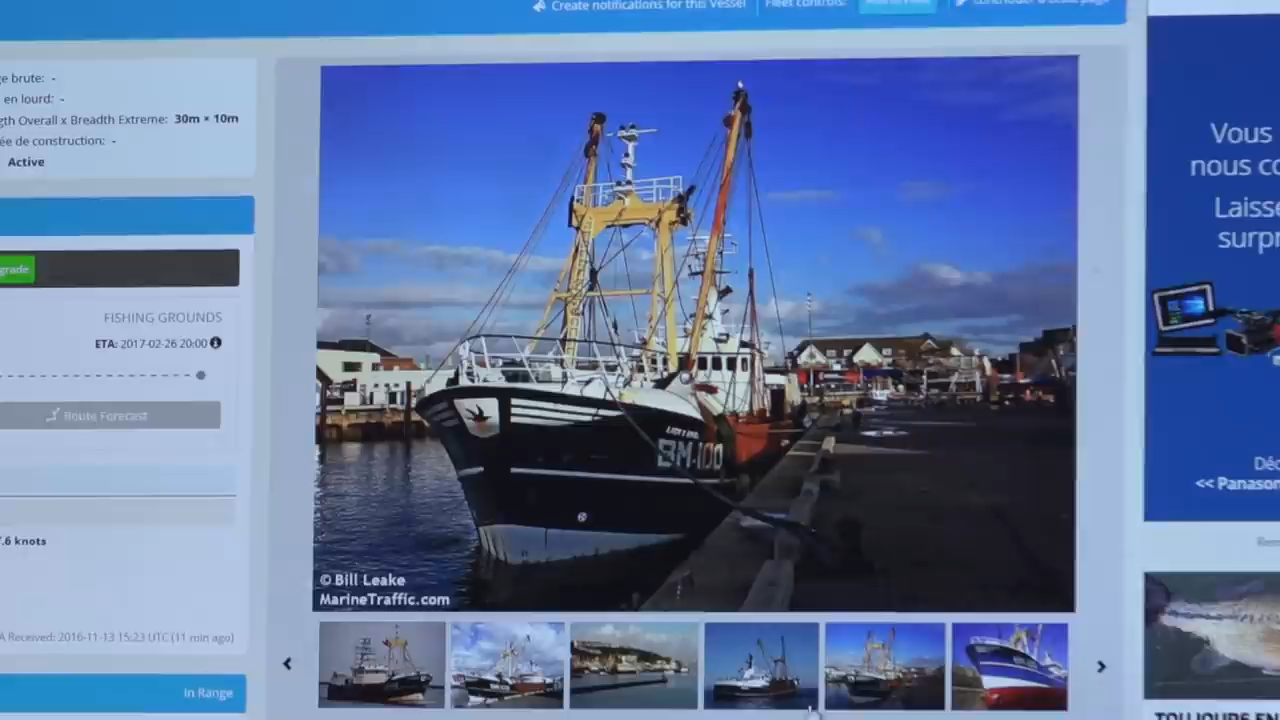 Create notifications for this Vessel
Fleet controls:
ge brute: -
en lourd: -
gth Overall x Breadth Extreme: 30m × 10m
ée de construction: -
Active
grade
FISHING GROUNDS
ETA: 2017-02-26 20:00
Route Forecast
.6 knots
A Received: 2016-11-13 15:23 UTC (11 min ago)
In Range
BM-100
© Bill Leake
MarineTraffic.com
Vous
nous co
Laisse
surpr
Déc
<< Panason
TOUJOURS EN